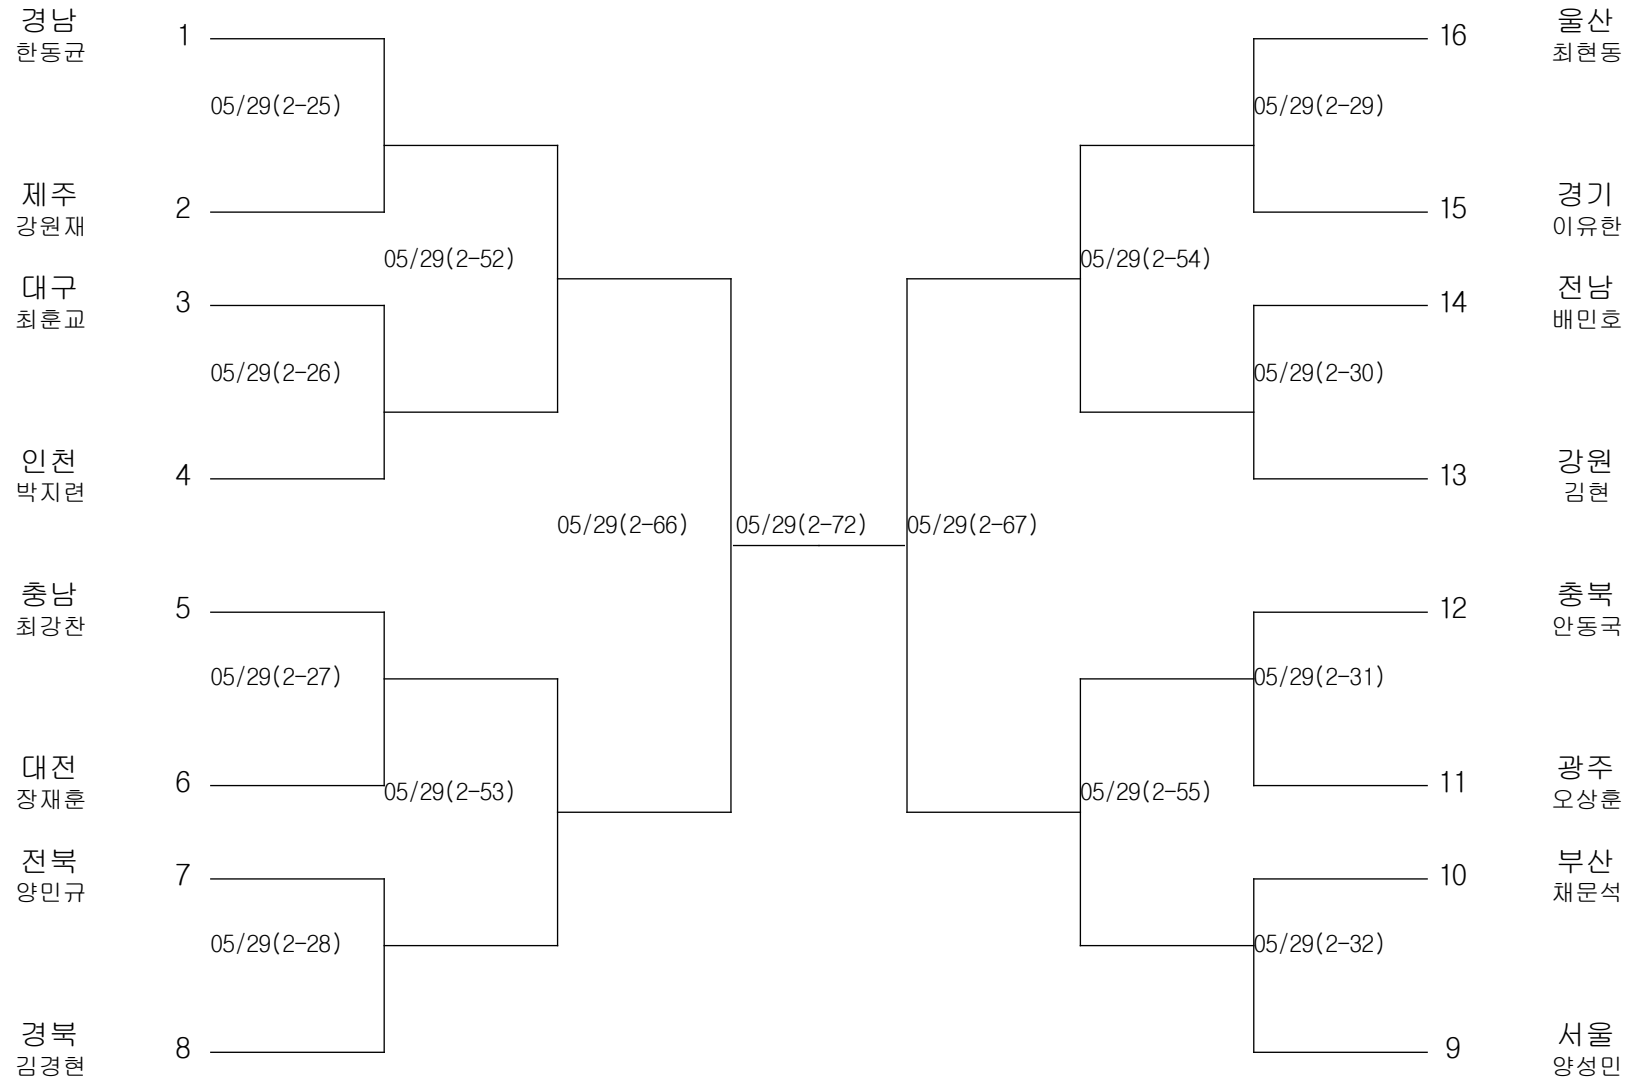 경남
한동균
1
05/29(2-25)
제주
강원재
2
05/29(2-52)
대구
최훈교
3
05/29(2-26)
인천
박지련
4
05/29(2-66)
충남
최강찬
5
05/29(2-27)
대전
장재훈
6
05/29(2-53)
전북
양민규
7
05/29(2-28)
경북
김경현
8
05/29(2-72)
울산
최현동
16
05/29(2-29)
경기
이유한
15
05/29(2-54)
전남
배민호
14
05/29(2-30)
강원
김현
13
05/29(2-67)
충북
안동국
12
05/29(2-31)
광주
오상훈
11
05/29(2-55)
부산
채문석
10
05/29(2-32)
서울
양성민
9